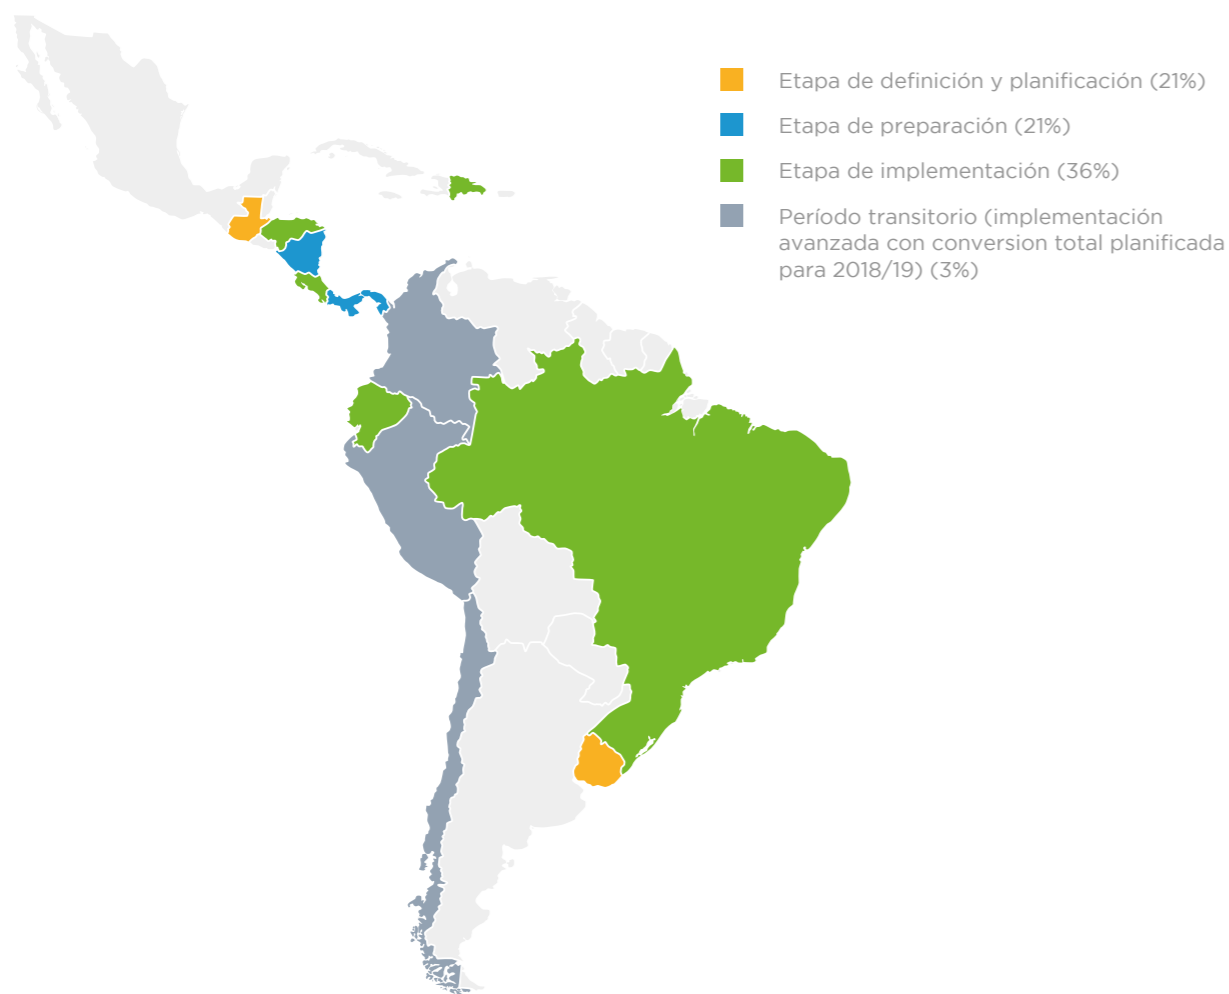 Etapa de definición y planificación (21%)
Etapa de preparación (21%)
Etapa de implementación (36%)
Período transitorio (implementación
avanzada con conversion total planificada
para 2018/19) (3%)